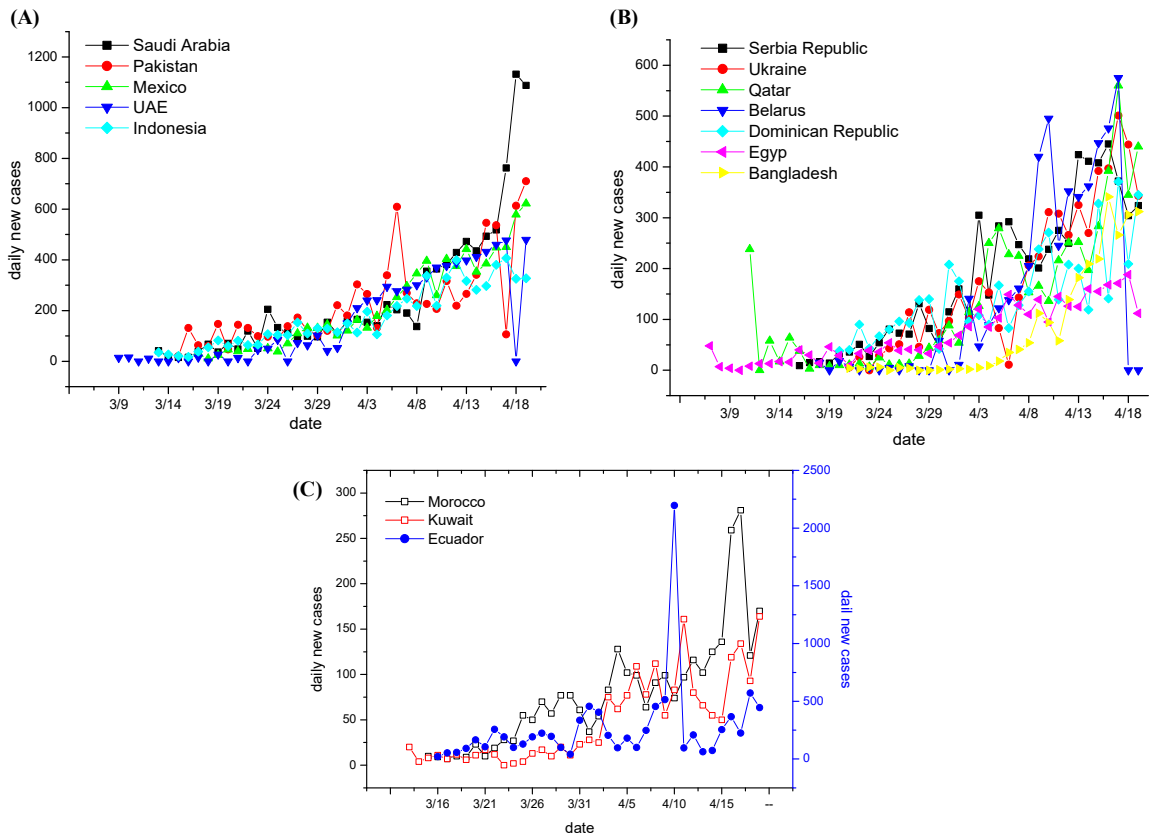 (A)
Saudi Arabia
Pakistan
Mexico
UAE
Indonesia
daily new cases
1200
1000
800
600
400
200
0
3/9 3/14 3/19 3/24 3/29 4/3 4/8 4/13 4/18
date
(B)
Serbia Republic
Ukraine
Qatar
Belarus
Dominican Republic
Egyp
Bangladesh
daily new cases
600
500
400
300
200
100
0
3/9 3/14 3/19 3/24 3/29 4/3 4/8 4/13 4/18
date
(C)
Morocco
Kuwait
Ecuador
daily new cases
300
250
200
150
100
50
0
2500
2000
1500
1000
500
0
dail new cases
3/16 3/21 3/26 3/31 4/5 4/10 4/15 --
date